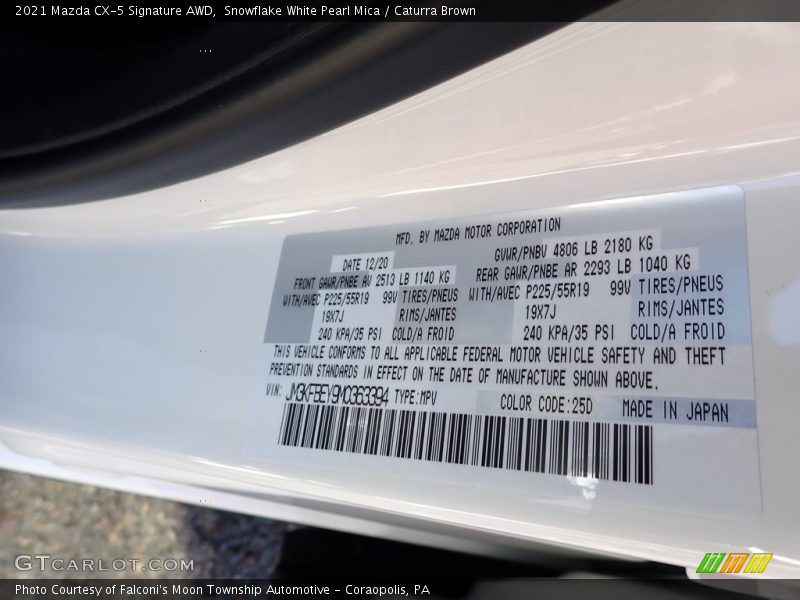 2021 Mazda CX-5 Signature AWD, Snowflake White Pearl Mica / Caturra Brown
MFD. BY MAZDA MOTOR CORPORATION
DATE 12/20 GVWR/PNBV 4806 LB 2180 KG
FRONT GAWR/PNBE AV 2513 LB 1140 KG REAR GAWR/PNBE AR 2293 LB 1040 KG
WITH/AVEC P225/55R19 99V TIRES/PNEUS WITH/AVEC P225/55R19 99V TIRES/PNEUS
19X7J RIMS/JANTES 19X7J RIMS/JANTES
240 KPA/35 PSI COLD/A FROID 240 KPA/35 PSI COLD/A FROID
THIS VEHICLE CONFORMS TO ALL APPLICABLE FEDERAL MOTOR VEHICLE SAFETY AND THEFT
PREVENTION STANDARDS IN EFFECT ON THE DATE OF MANUFACTURE SHOWN ABOVE.
VIN: JM3KFBEY9M0363394 TYPE:MPV COLOR CODE:25D MADE IN JAPAN
GTCARLOT.COM
Photo Courtesy of Falconi's Moon Township Automotive - Coraopolis, PA